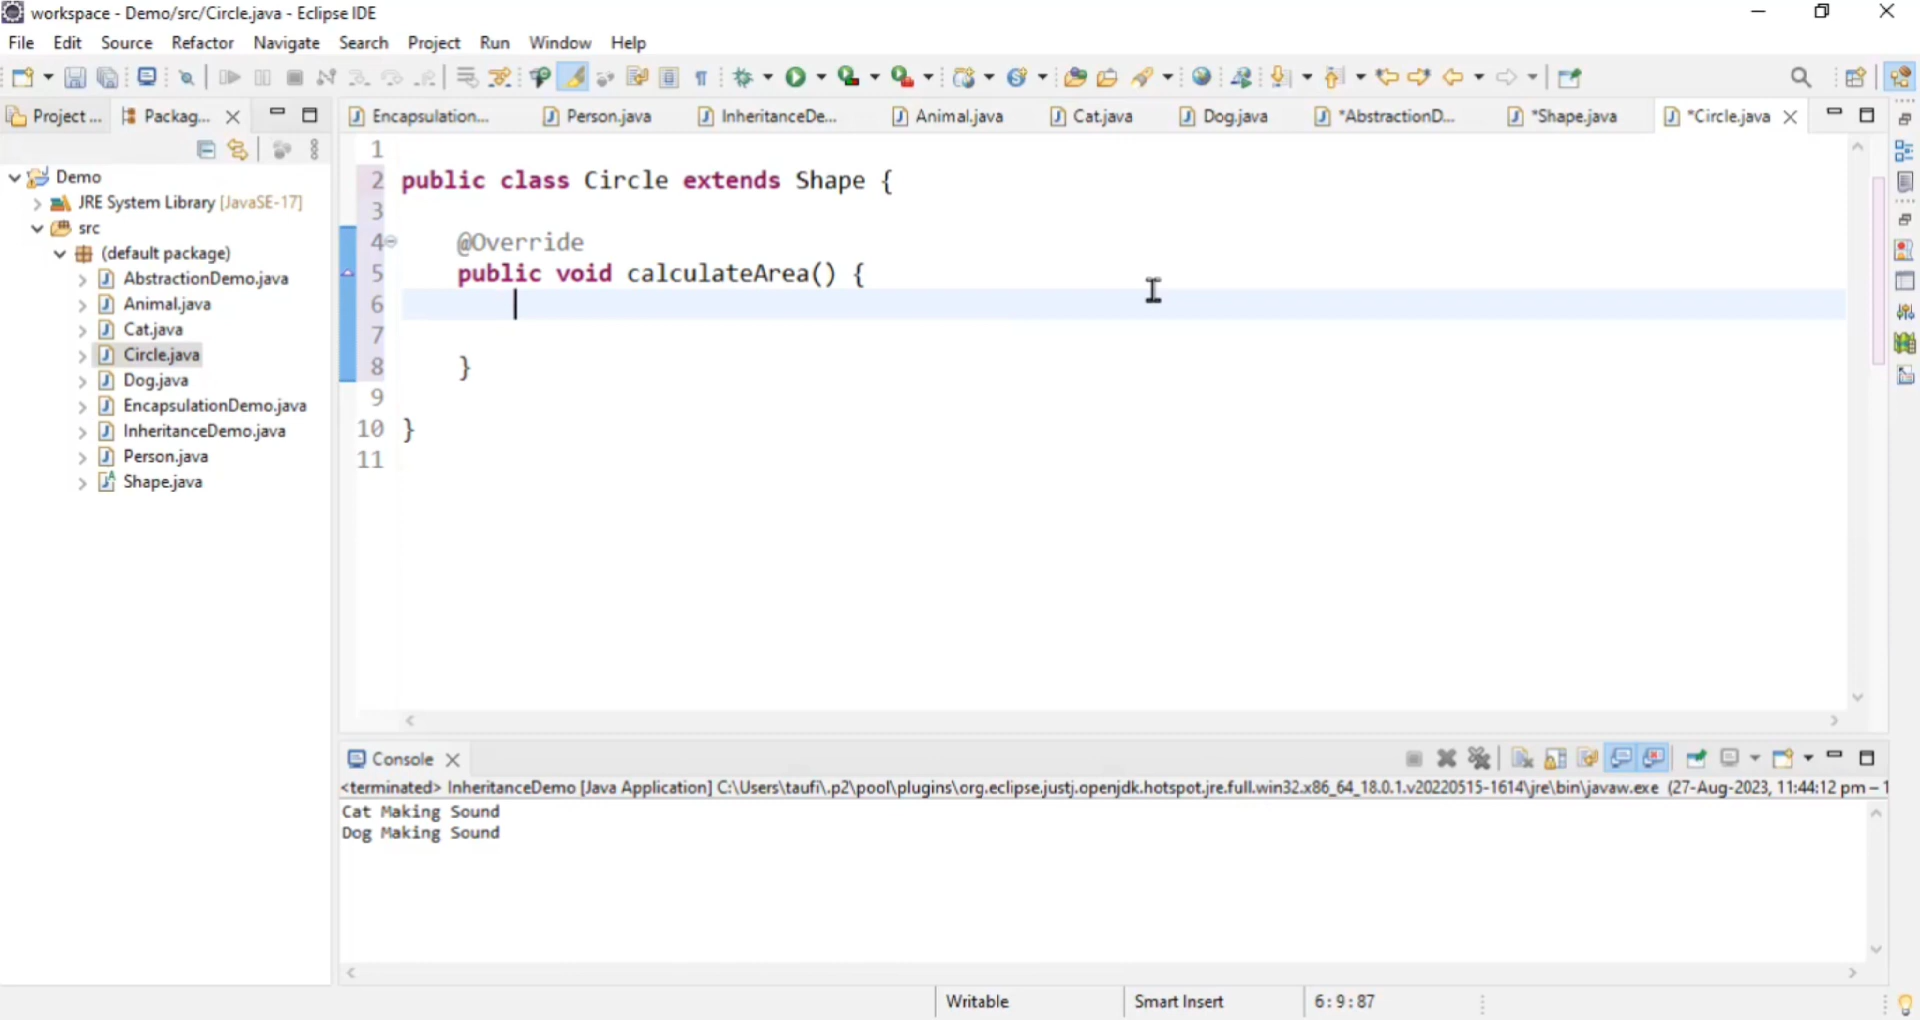 workspace - Demo/src/Circle.java - Eclipse IDE
File Edit Source Refactor Navigate Search Project Run Window Help
Project ... Packag... Encapsulation... Person.java InheritanceDe... Animal.java Cat.java Dog.java *AbstractionD... *Shape.java *Circle.java
Demo
JRE System Library [JavaSE-17]
src
(default package)
AbstractionDemo.java
Animal.java
Cat.java
Circle.java
Dog.java
EncapsulationDemo.java
InheritanceDemo.java
Person.java
Shape.java
1
2 public class Circle extends Shape {
3
4 @Override
5 public void calculateArea() {
6
7
8 }
9
10 }
11
Console
<terminated> InheritanceDemo [Java Application] C:\Users\taufi\.p2\pool\plugins\org.eclipse.justj.openjdk.hotspot.jre.full.win32.x86_64_18.0.1.v20220515-1614\jre\bin\javaw.exe (27-Aug-2023, 11:44:12 pm – 1
Cat Making Sound
Dog Making Sound
Writable Smart Insert 6 : 9 : 87